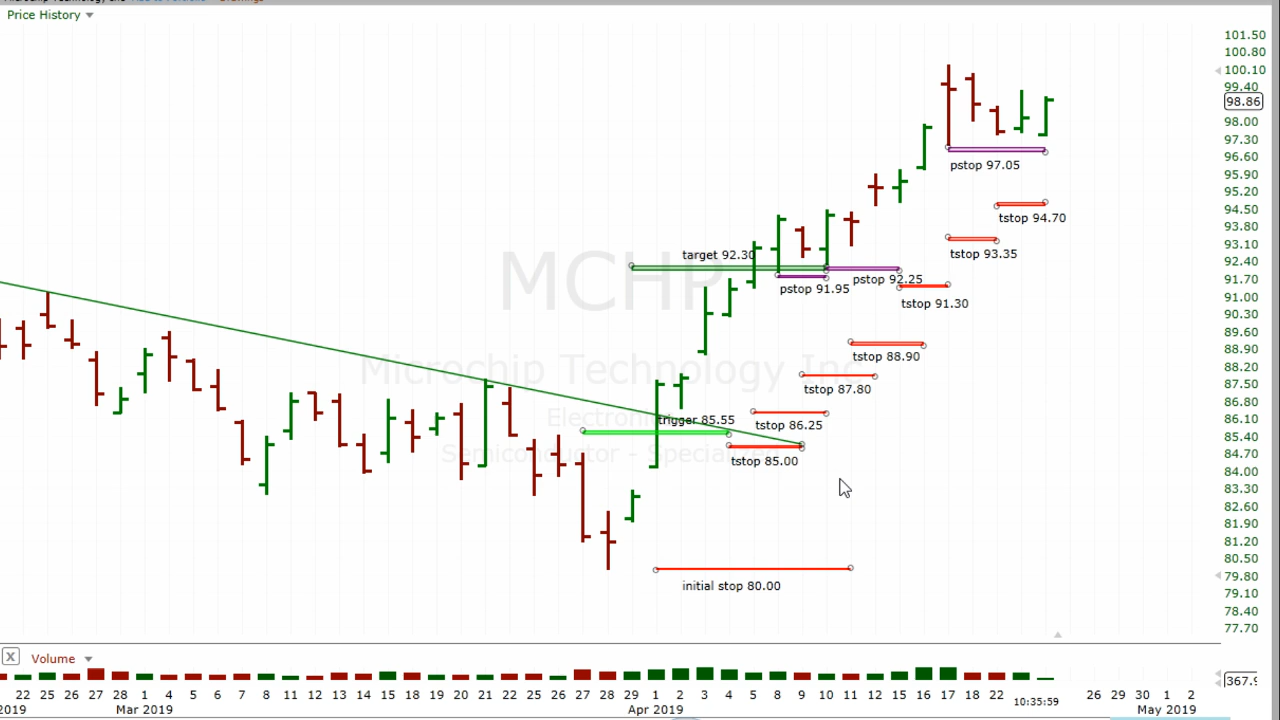 Microchip Technology Inc Add to Portfolio Drawings
Price History
MCHP
Microchip Technology Inc
Electronic
Semiconductor - Specialized
target 92.30
pstop 91.95
pstop 92.25
pstop 97.05
tstop 94.70
tstop 93.35
tstop 91.30
tstop 88.90
tstop 87.80
trigger 85.55
tstop 86.25
tstop 85.00
initial stop 80.00
101.50
100.80
100.10
99.40
98.86
98.00
97.30
96.60
95.90
95.20
94.50
93.80
93.10
92.40
91.70
91.00
90.30
89.60
88.90
88.20
87.50
86.80
86.10
85.40
84.70
84.00
83.30
82.60
81.90
81.20
80.50
79.80
79.10
78.40
77.70
X Volume
367.9
22 25 26 27 28 1 4 5 6 7 8 11 12 13 14 15 18 19 20 21 22 25 26 27 28 29 1 2 3 4 5 8 9 10 11 12 15 16 17 18 22 26 29 30 1 2
10:35:59
2019 Mar 2019 Apr 2019 May 2019